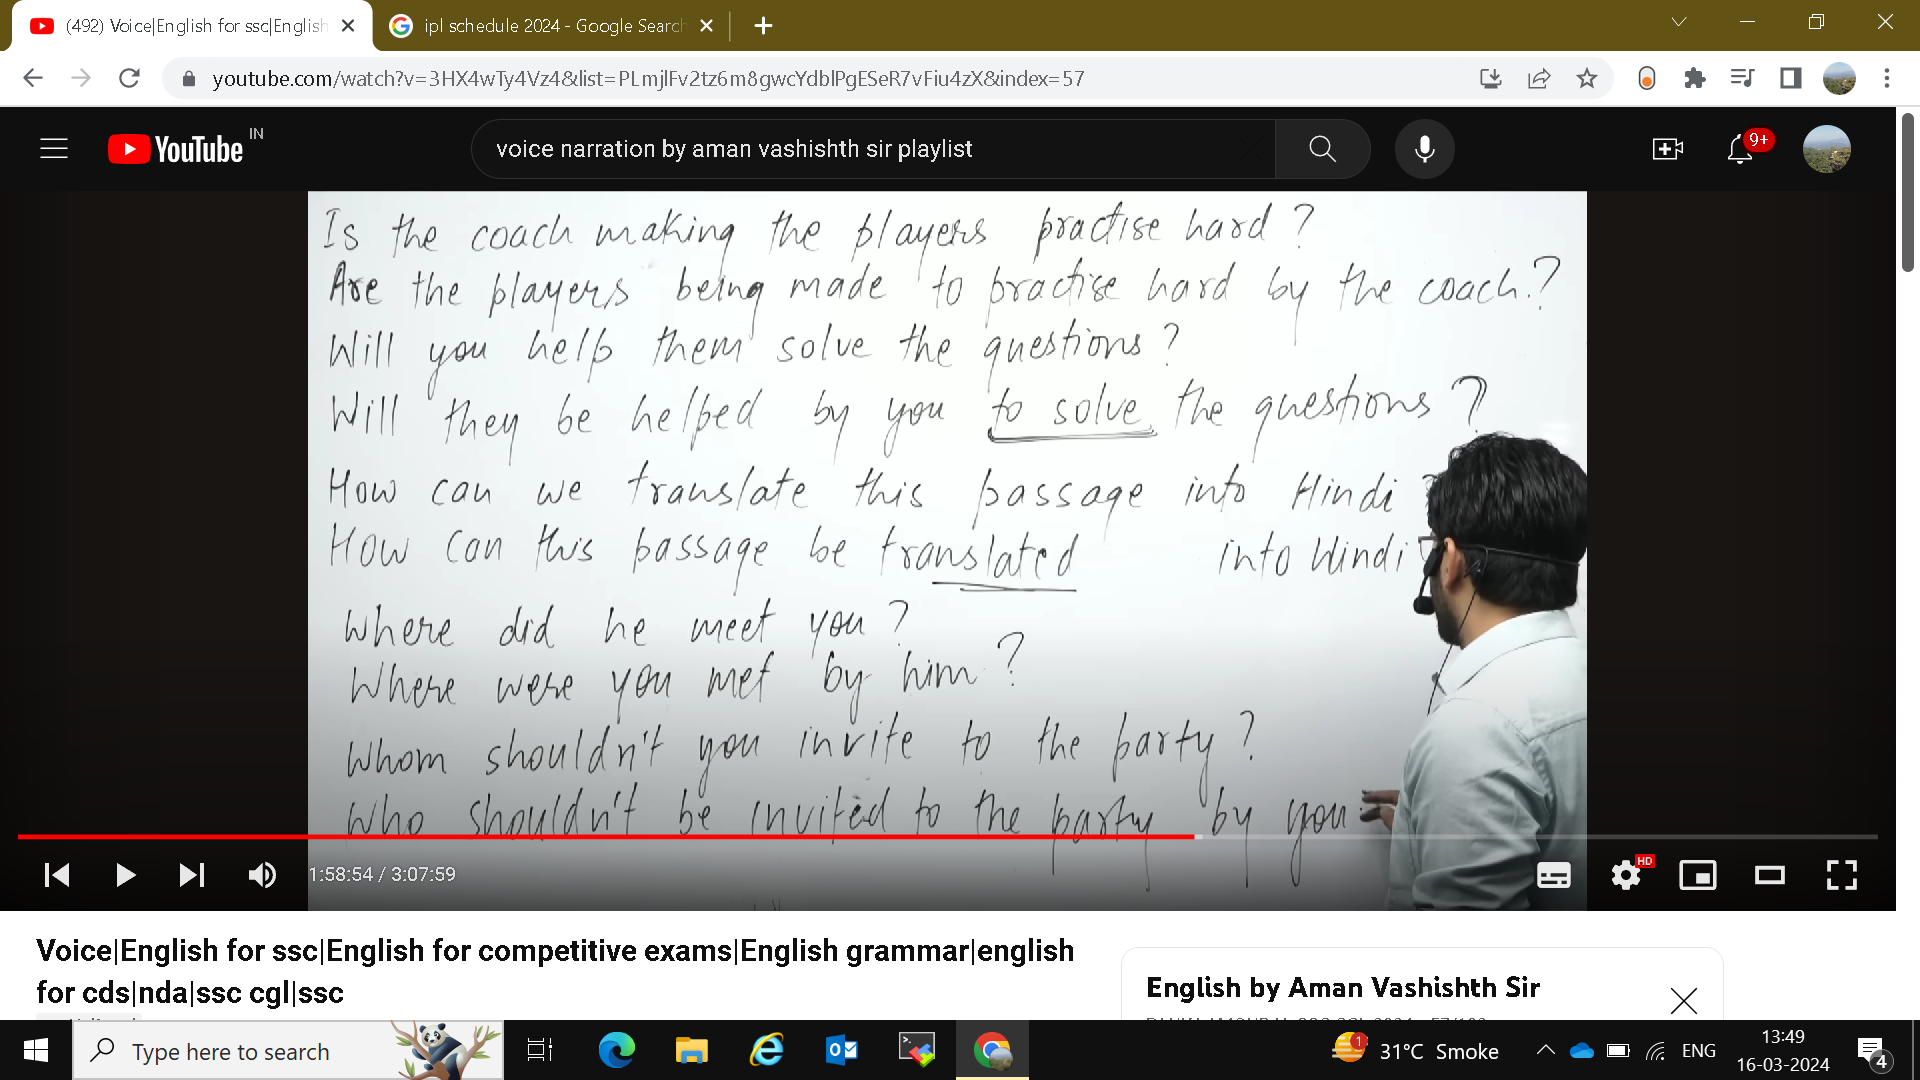 (492) Voice|English for ssc|English
ipl schedule 2024 - Google Search
youtube.com/watch?v=3HX4wTy4Vz4&list=PLmjlFv2tz6m8gwcYdblPgESeR7vFiu4zX&index=57
YouTube IN
voice narration by aman vashishth sir playlist
9+
Is the coach making the players practise hard ?
Are the players being made to practise hard by the coach.?
Will you help them solve the questions ?
Will they be helped by you to solve the questions ?
How can we translate this passage into Hindi ?
How can this passage be translated into Hindi
Where did he meet you ?
Where were you met by him ?
Whom shouldn't you invite to the party ?
Who shouldn't be invited to the party by you
1:58:54 / 3:07:59
HD
Voice|English for ssc|English for competitive exams|English grammar|english
for cds|nda|ssc cgl|ssc
English by Aman Vashishth Sir
Type here to search
1
31°C Smoke
ENG
13:49
16-03-2024
4